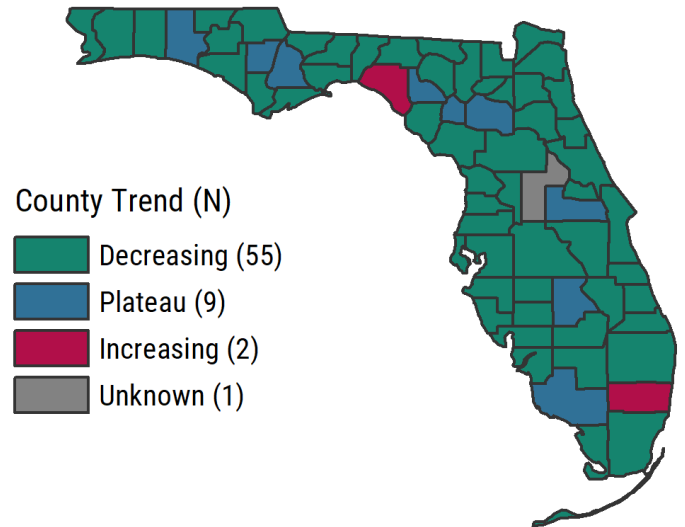 County Trend (N)
Decreasing (55)
Plateau (9)
Increasing (2)
Unknown (1)